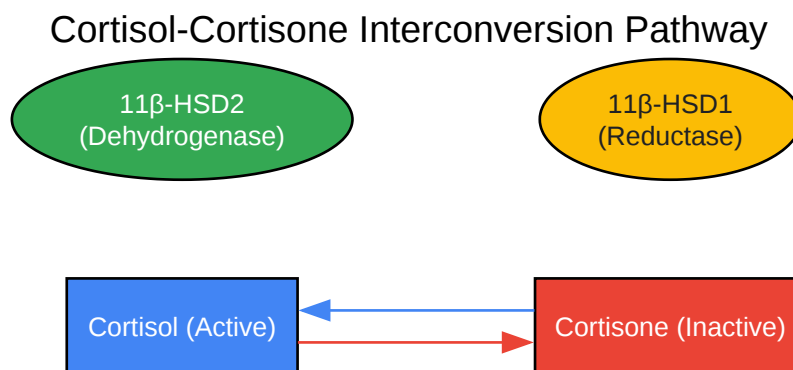 Cortisol-Cortisone Interconversion Pathway
11β-HSD2
(Dehydrogenase)
11β-HSD1
(Reductase)
Cortisol (Active)
Cortisone (Inactive)